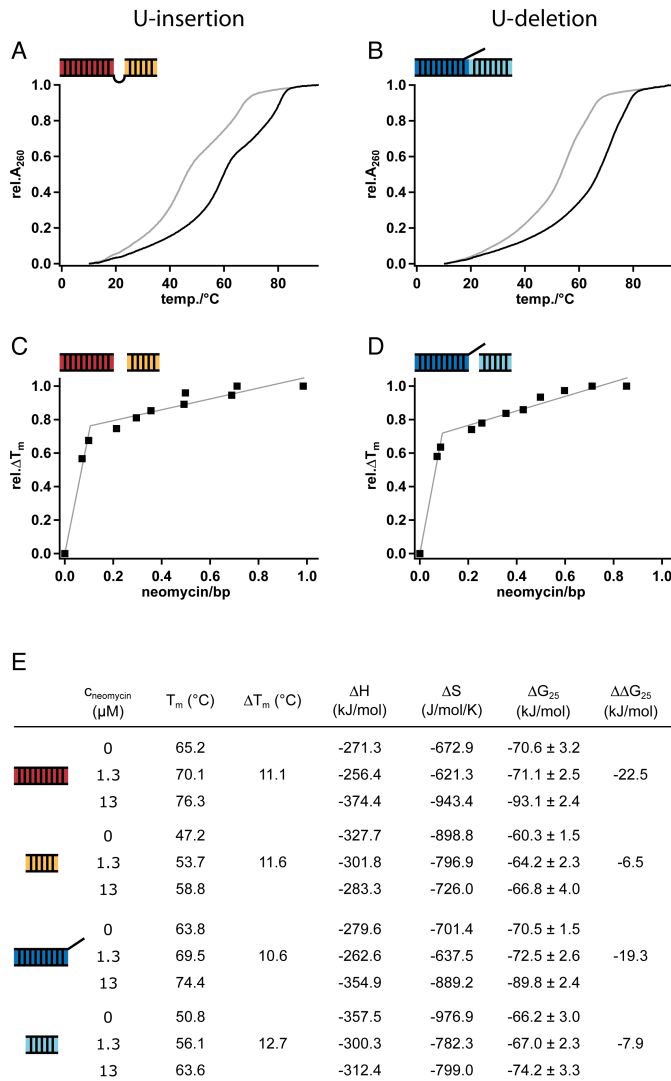 U-insertion U-deletion
A B
1.0 1.0
0.8 0.8
0.6 0.6
0.4 0.4
0.2 0.2
0.0 0.0
rel.A260 rel.A260
0 20 40 60 80 0 20 40 60 80
temp./°C temp./°C
C D
1.0 1.0
0.8 0.8
0.6 0.6
0.4 0.4
0.2 0.2
0.0 0.0
rel.ΔTm rel.ΔTm
0.0 0.2 0.4 0.6 0.8 1.0 0.0 0.2 0.4 0.6 0.8 1.0
neomycin/bp neomycin/bp
E
cneomycin (μM) Tm (°C) ΔTm (°C) ΔH (kJ/mol) ΔS (J/mol/K) ΔG25 (kJ/mol) ΔΔG25 (kJ/mol)
0 65.2 -271.3 -672.9 -70.6 ± 3.2
1.3 70.1 11.1 -256.4 -621.3 -71.1 ± 2.5 -22.5
13 76.3 -374.4 -943.4 -93.1 ± 2.4
0 47.2 -327.7 -898.8 -60.3 ± 1.5
1.3 53.7 11.6 -301.8 -796.9 -64.2 ± 2.3 -6.5
13 58.8 -283.3 -726.0 -66.8 ± 4.0
0 63.8 -279.6 -701.4 -70.5 ± 1.5
1.3 69.5 10.6 -262.6 -637.5 -72.5 ± 2.6 -19.3
13 74.4 -354.9 -889.2 -89.8 ± 2.4
0 50.8 -357.5 -976.9 -66.2 ± 3.0
1.3 56.1 12.7 -300.3 -782.3 -67.0 ± 2.3 -7.9
13 63.6 -312.4 -799.0 -74.2 ± 3.3